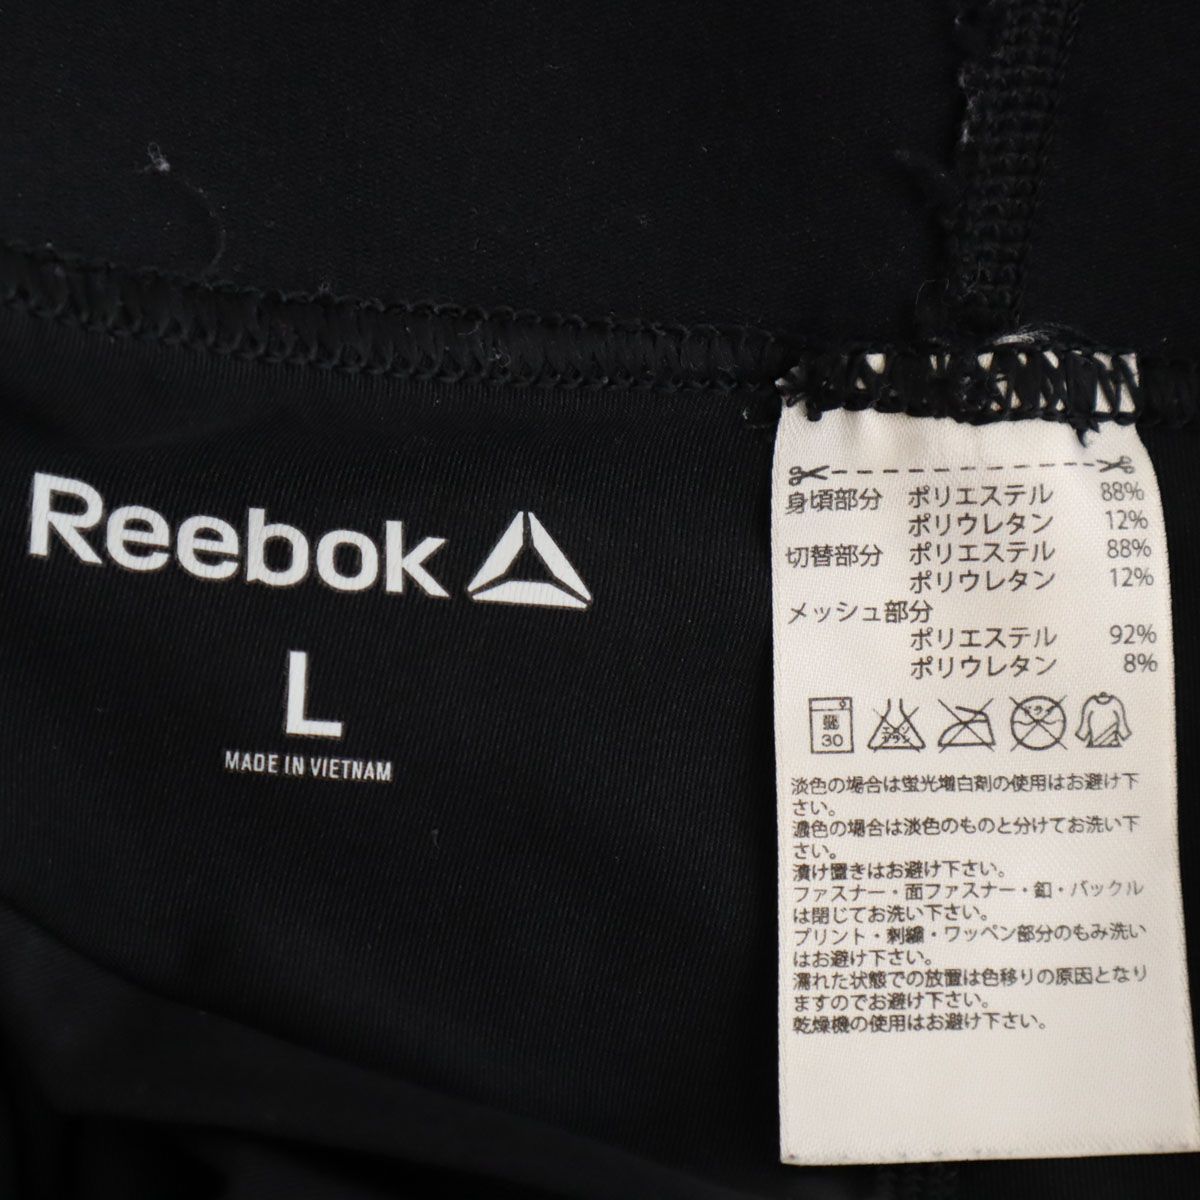 Reebok
L
MADE IN VIETNAM
身頃部分 ポリエステル 88%
ポリウレタン 12%
切替部分 ポリエステル 88%
ポリウレタン 12%
メッシュ部分
ポリエステル 92%
ポリウレタン 8%
弱
30
エンソ
サラシ
ドライ
淡色の場合は蛍光増白剤の使用はお避け下
さい。
濃色の場合は淡色のものと分けてお洗い下
さい。
漬け置きはお避け下さい。
ファスナー・面ファスナー・釦・バックル
は閉じてお洗い下さい。
プリント・刺繍・ワッペン部分のもみ洗い
はお避け下さい。
濡れた状態での放置は色移りの原因となり
ますのでお避け下さい。
乾燥機の使用はお避け下さい。